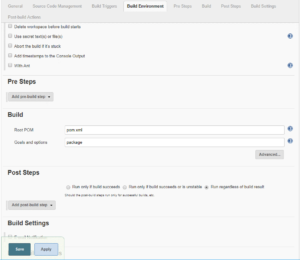 General Source Code Management Build Triggers Build Environment Pre Steps Build Post Steps Build Settings
Post-build Actions
Delete workspace before build starts
Use secret text(s) or file(s)
Abort the build if it's stuck
Add timestamps to the Console Output
With Ant
Pre Steps
Add pre-build step
Build
Root POM pom.xml
Goals and options package
Advanced...
Post Steps
Run only if build succeeds Run only if build succeeds or is unstable Run regardless of build result
Should the post-build steps run only for successful builds, etc.
Add post-build step
Build Settings
Save Apply